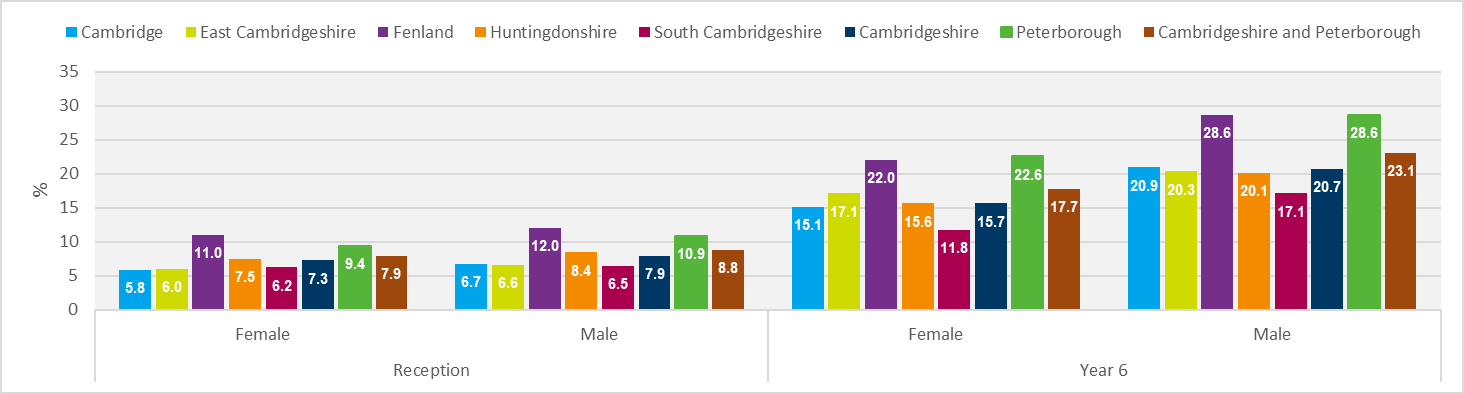 Cambridge East Cambridgeshire Fenland Huntingdonshire South Cambridgeshire Cambridgeshire Peterborough Cambridgeshire and Peterborough
35
30
25
20
15
10
5
0
%
5.8 6.0 11.0 7.5 6.2 7.3 9.4 7.9
6.7 6.6 12.0 8.4 6.5 7.9 10.9 8.8
15.1 17.1 22.0 15.6 11.8 15.7 22.6 17.7
20.9 20.3 28.6 20.1 17.1 20.7 28.6 23.1
Female Male Female Male
Reception Year 6